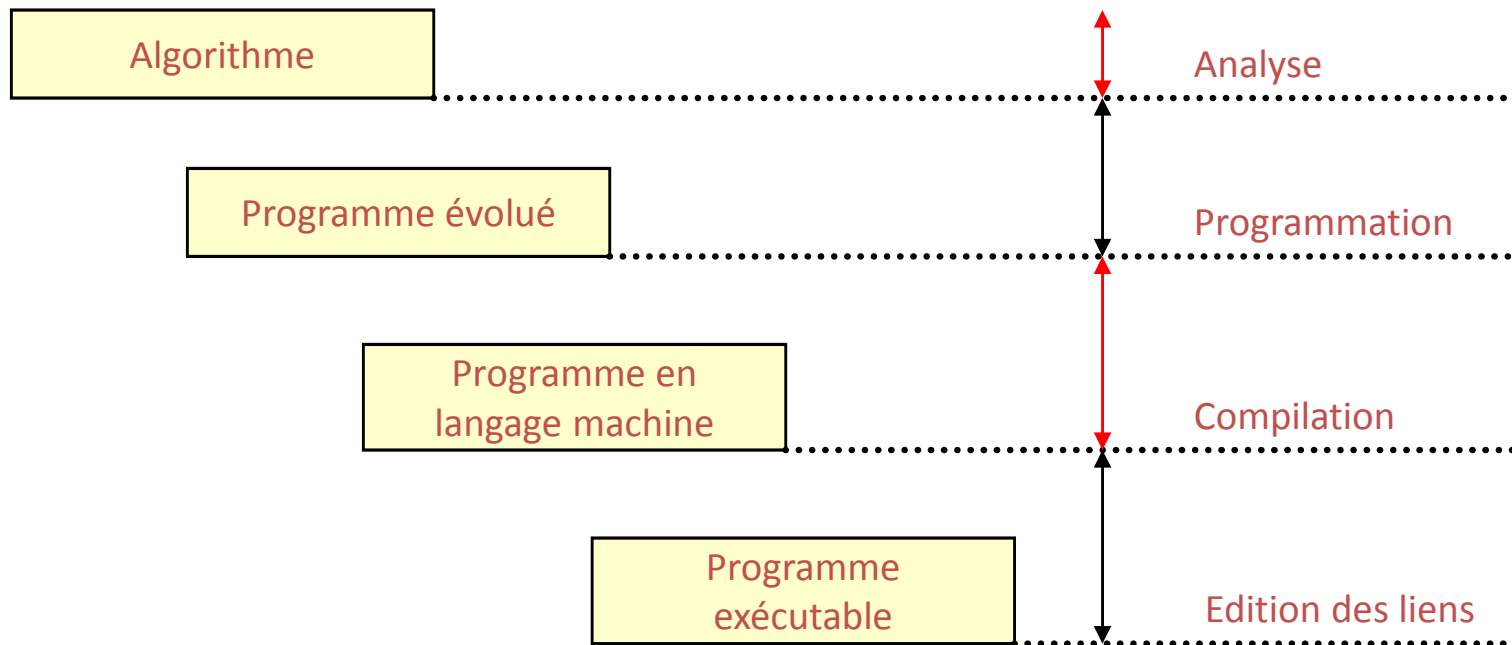 Algorithme
Analyse
Programme évolué
Programmation
Programme en
langage machine
Compilation
Programme
exécutable
Edition des liens